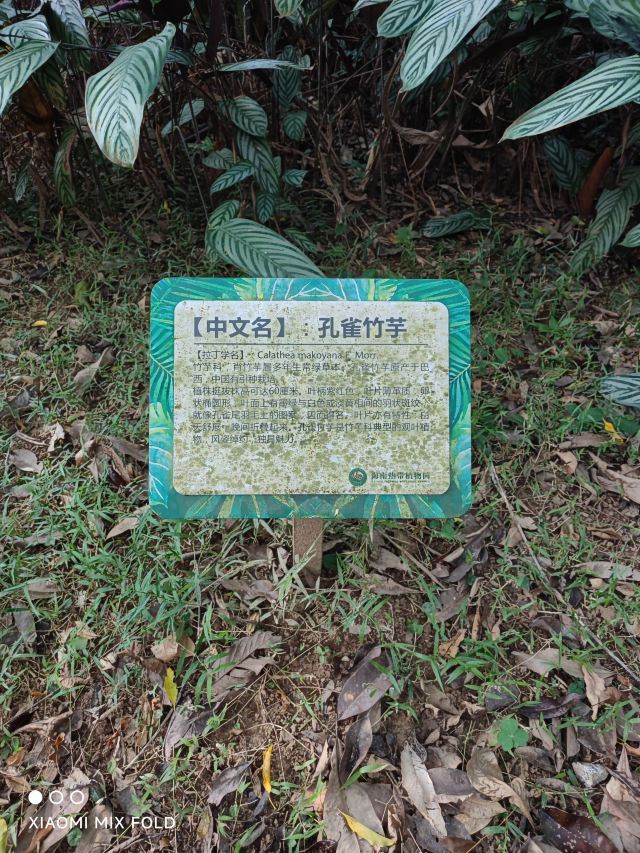 【中文名】：孔雀竹芋
【拉丁学名】：Calathea makoyana E. Morr.
竹芋科，肖竹芋属多年生常绿草本。孔雀竹芋原产于巴
西，中国有引种栽培。
植株挺拔株高可达60厘米，叶柄紫红色，叶片薄革质，卵
状椭圆形，叶面上有墨绿与白色或淡黄相间的羽状斑纹，
就像孔雀尾羽毛上的图案，因而得名。叶片亦有特性，白
天舒展，晚间折叠起来。孔雀竹芋是竹芋科典型的观叶植
物，风姿绰约，独具魅力。
海南热带植物园
XIAOMI MIX FOLD